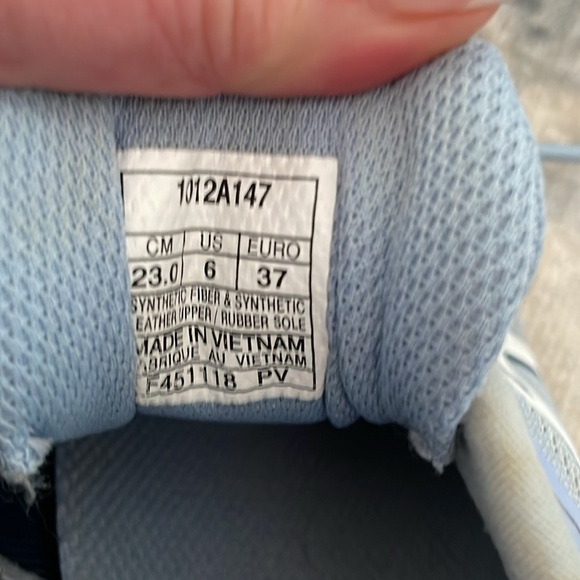 1012A147
CM US EURO
23.0 6 37
SYNTHETIC FIBER & SYNTHETIC
LEATHER UPPER / RUBBER SOLE
MADE IN VIETNAM
FABRIQUE AU VIETNAM
F451118 PV